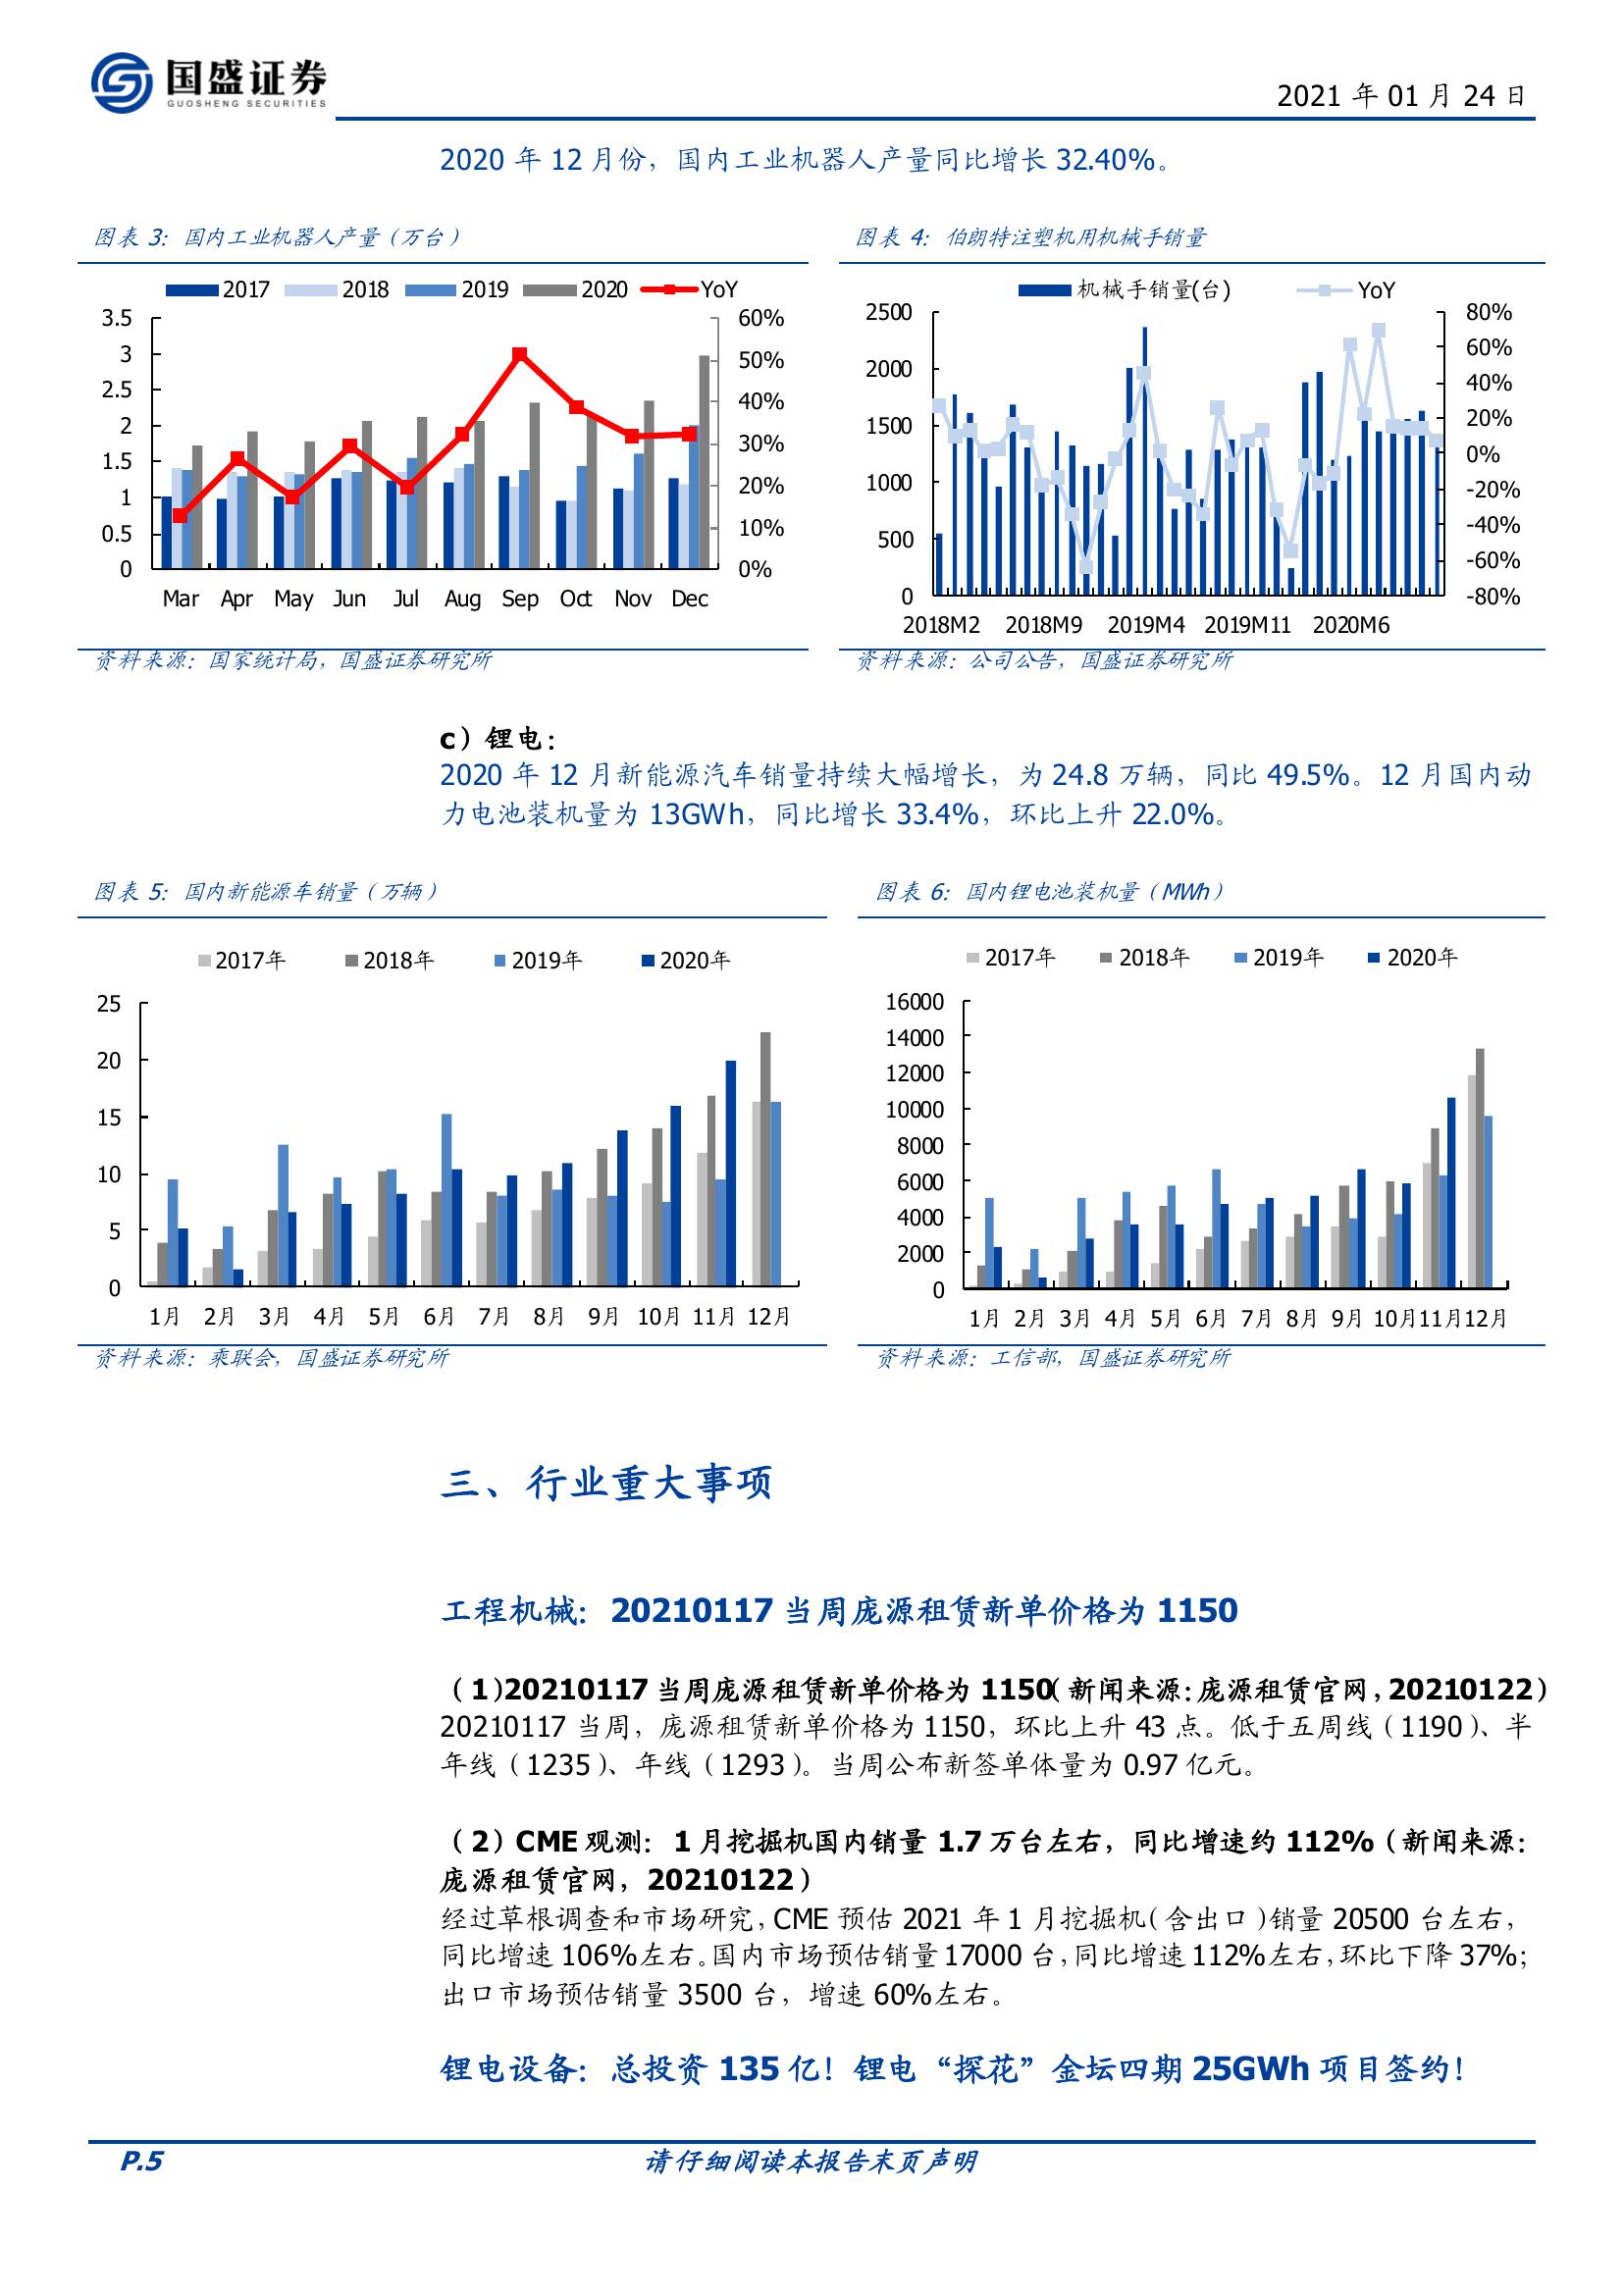 国盛证券
GUOSHENG SECURITIES
2021 年 01 月 24 日
2020 年 12 月份，国内工业机器人产量同比增长 32.40%。
图表 3：国内工业机器人产量（万台）
2017 2018 2019 2020 YoY
3.5
3
2.5
2
1.5
1
0.5
0
60%
50%
40%
30%
20%
10%
0%
Mar Apr May Jun Jul Aug Sep Oct Nov Dec
资料来源：国家统计局，国盛证券研究所
图表 4：伯朗特注塑机用机械手销量
机械手销量(台) YoY
2500
2000
1500
1000
500
0
80%
60%
40%
20%
0%
-20%
-40%
-60%
-80%
2018M2 2018M9 2019M4 2019M11 2020M6
资料来源：公司公告，国盛证券研究所
c）锂电：
2020 年 12 月新能源汽车销量持续大幅增长，为 24.8 万辆，同比 49.5%。12 月国内动
力电池装机量为 13GWh，同比增长 33.4%，环比上升 22.0%。
图表 5：国内新能源车销量（万辆）
2017年 2018年 2019年 2020年
25
20
15
10
5
0
1月 2月 3月 4月 5月 6月 7月 8月 9月 10月 11月 12月
资料来源：乘联会，国盛证券研究所
图表 6：国内锂电池装机量（MWh）
2017年 2018年 2019年 2020年
16000
14000
12000
10000
8000
6000
4000
2000
0
1月 2月 3月 4月 5月 6月 7月 8月 9月 10月 11月 12月
资料来源：工信部，国盛证券研究所
三、行业重大事项
工程机械：20210117 当周庞源租赁新单价格为 1150
（1）20210117 当周庞源租赁新单价格为 1150（新闻来源：庞源租赁官网，20210122）
20210117 当周，庞源租赁新单价格为 1150，环比上升 43 点。低于五周线（1190）、半
年线（1235）、年线（1293）。当周公布新签单体量为 0.97 亿元。
（2）CME 观测： 1 月挖掘机国内销量 1.7 万台左右，同比增速约 112%（新闻来源：
庞源租赁官网，20210122）
经过草根调查和市场研究，CME 预估 2021 年 1 月挖掘机（含出口）销量 20500 台左右，
同比增速 106%左右。国内市场预估销量 17000 台，同比增速 112%左右，环比下降 37%；
出口市场预估销量 3500 台，增速 60%左右。
锂电设备：总投资 135 亿！锂电“探花”金坛四期 25GWh 项目签约！
P.5
请仔细阅读本报告末页声明